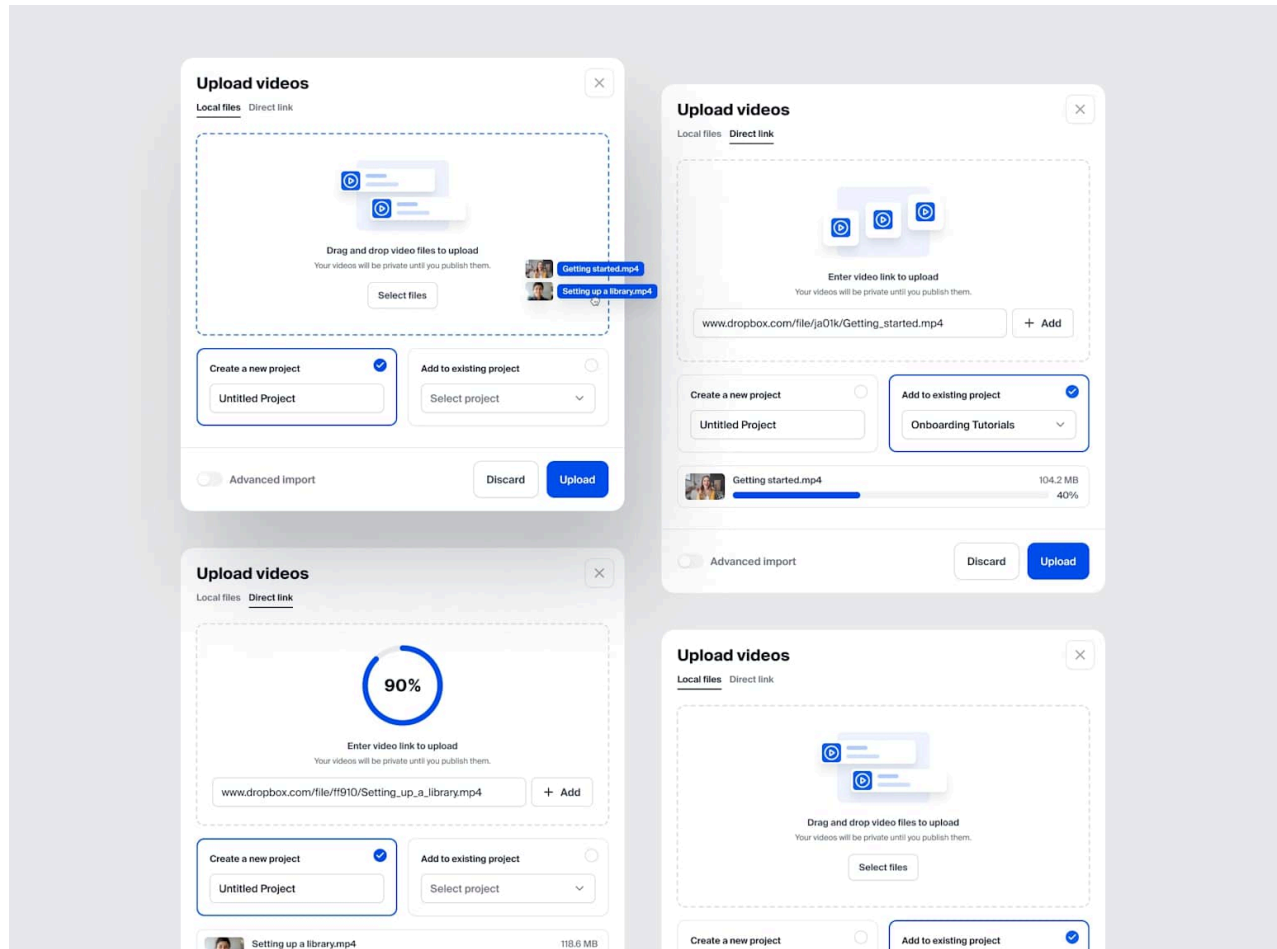 Upload videos
Local files Direct link
Drag and drop video files to upload
Your videos will be private until you publish them.
Getting started.mp4
Setting up a library.mp4
Select files
Create a new project
Untitled Project
Add to existing project
Select project
Advanced import
Discard
Upload
Upload videos
Local files Direct link
Enter video link to upload
Your videos will be private until you publish them.
www.dropbox.com/file/ja01k/Getting_started.mp4
+ Add
Create a new project
Untitled Project
Add to existing project
Onboarding Tutorials
Getting started.mp4
104.2 MB
40%
Advanced import
Discard
Upload
Upload videos
Local files Direct link
90%
Enter video link to upload
Your videos will be private until you publish them.
www.dropbox.com/file/ff910/Setting_up_a_library.mp4
+ Add
Create a new project
Untitled Project
Add to existing project
Select project
Setting up a library.mp4
118.6 MB
Upload videos
Local files Direct link
Drag and drop video files to upload
Your videos will be private until you publish them.
Select files
Create a new project
Add to existing project